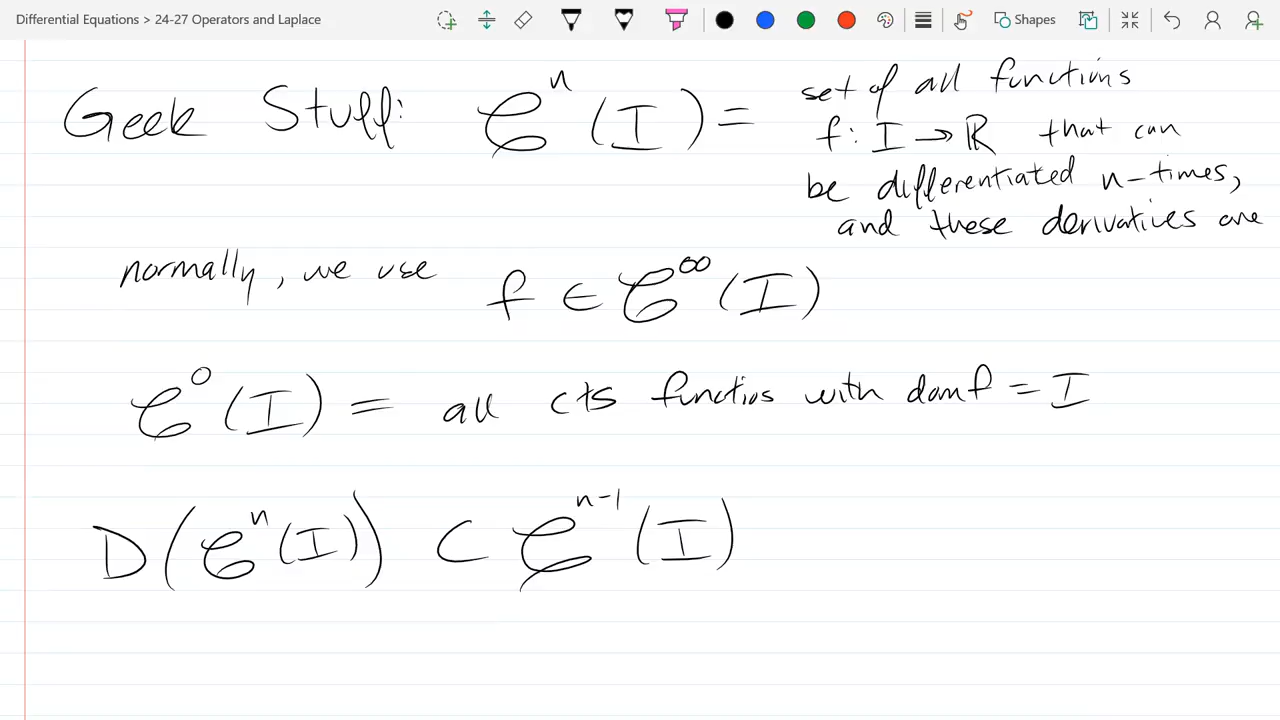 Differential Equations > 24-27 Operators and Laplace
Shapes
Geek Stuff: 𝒞ⁿ(I) =
set of all functions
f: I → ℝ that can
be differentiated n-times,
and these derivatives are
normally, we use f ∈ 𝒞^∞(I)
𝒞⁰(I) = all cts functios with domf = I
D(𝒞ⁿ(I)) ⊂ 𝒞ⁿ⁻¹(I)